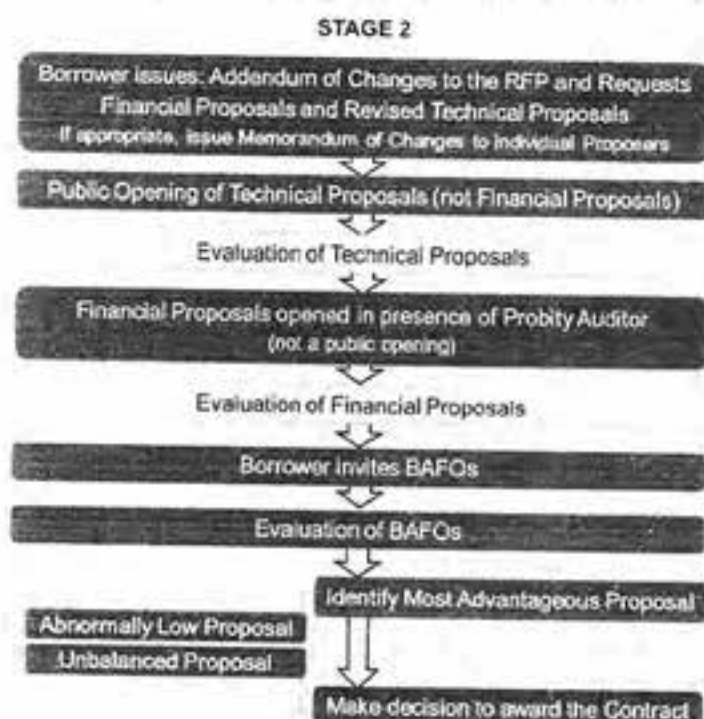 STAGE 2
Borrower issues: Addendum of Changes to the RFP and Requests
Financial Proposals and Revised Technical Proposals
If appropriate, issue Memorandum of Changes to Individual Proposers
Public Opening of Technical Proposals (not Financial Proposals)
Evaluation of Technical Proposals
Financial Proposals opened in presence of Probity Auditor
(not a public opening)
Evaluation of Financial Proposals
Borrower invites BAFOs
Evaluation of BAFOs
Identify Most Advantageous Proposal
Abnormally Low Proposal
Unbalanced Proposal
Make decision to award the Contract